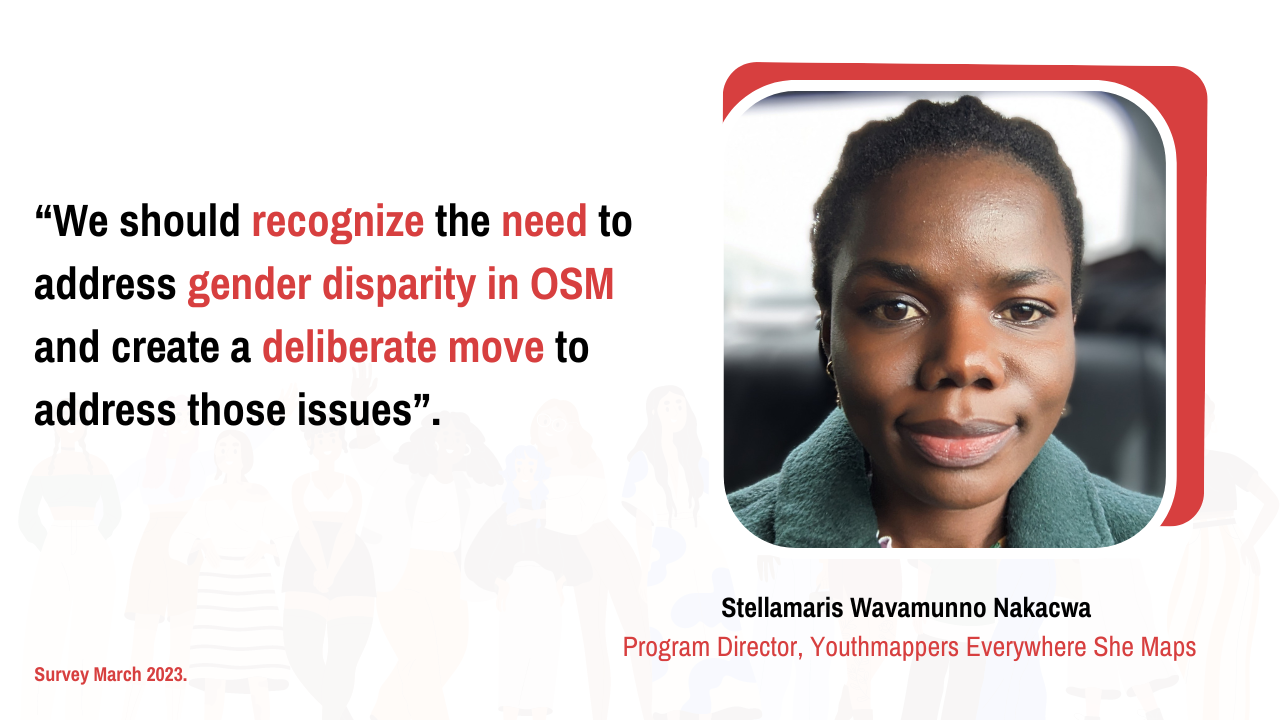 “We should recognize the need to
address gender disparity in OSM
and create a deliberate move to
address those issues”.
Stellamaris Wavamunno Nakacwa
Program Director, Youthmappers Everywhere She Maps
Survey March 2023.